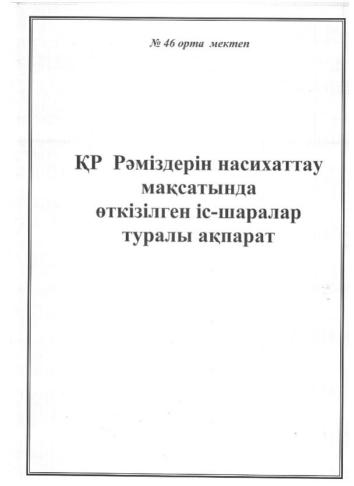 № 46 орта мектеп
ҚР Рәміздерін насихаттау
мақсатында
өткізілген іс-шаралар
туралы ақпарат